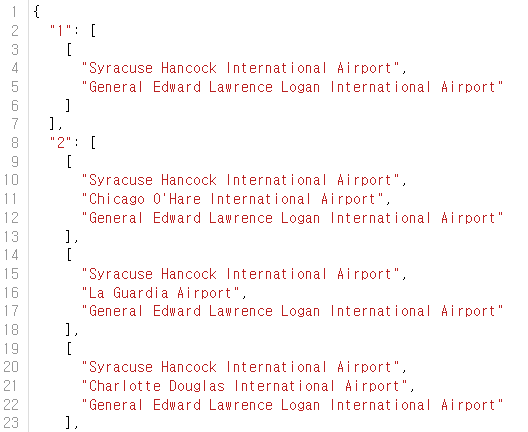 1 {
2   "1": [
3     [
4       "Syracuse Hancock International Airport",
5       "General Edward Lawrence Logan International Airport"
6     ]
7   ],
8   "2": [
9     [
10       "Syracuse Hancock International Airport",
11       "Chicago O'Hare International Airport",
12       "General Edward Lawrence Logan International Airport"
13     ],
14     [
15       "Syracuse Hancock International Airport",
16       "La Guardia Airport",
17       "General Edward Lawrence Logan International Airport"
18     ],
19     [
20       "Syracuse Hancock International Airport",
21       "Charlotte Douglas International Airport",
22       "General Edward Lawrence Logan International Airport"
23     ],